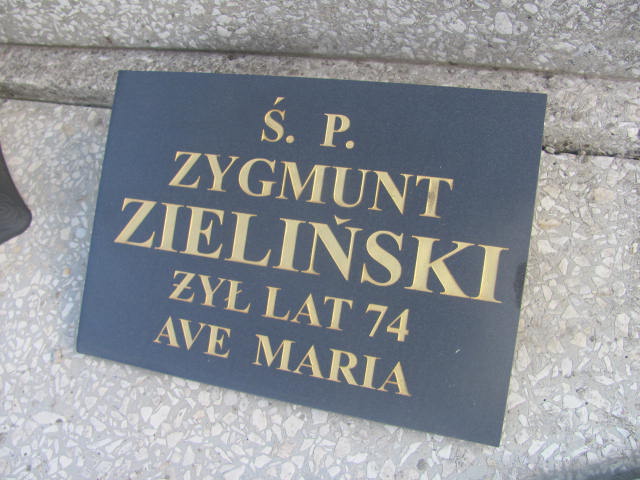 Ś. P.
ZYGMUNT
ZIELIŃSKI
ŻYŁ LAT 74
AVE MARIA